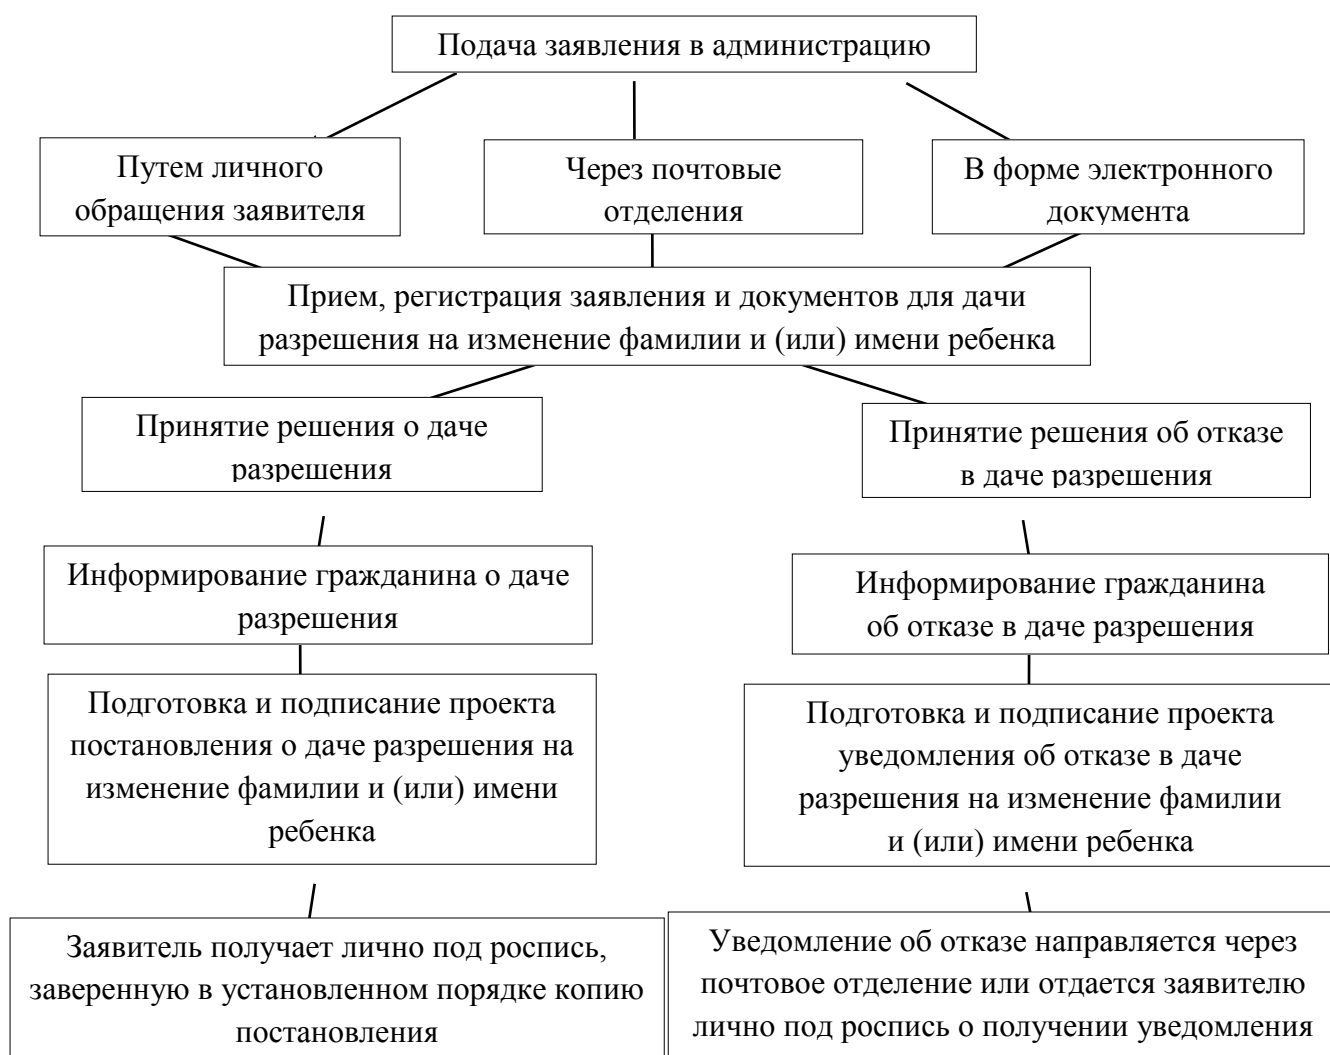 Подача заявления в администрацию
Путем личного
обращения заявителя
Через почтовые
отделения
В форме электронного
документа
Прием, регистрация заявления и документов для дачи
разрешения на изменение фамилии и (или) имени ребенка
Принятие решения о даче
разрешения
Принятие решения об отказе
в даче разрешения
Информирование гражданина о даче
разрешения
Информирование гражданина
об отказе в даче разрешения
Подготовка и подписание проекта
постановления о даче разрешения на
изменение фамилии и (или) имени
ребенка
Подготовка и подписание проекта
уведомления об отказе в даче
разрешения на изменение фамилии
и (или) имени ребенка
Заявитель получает лично под роспись,
заверенную в установленном порядке копию
постановления
Уведомление об отказе направляется через
почтовое отделение или отдается заявителю
лично под роспись о получении уведомления